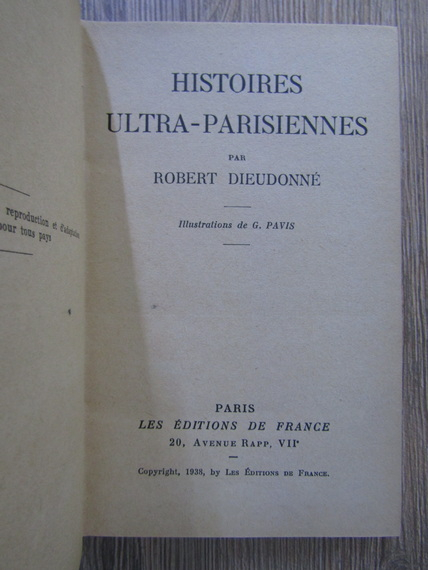 reproduction et d'adaptation
pour tous pays
HISTOIRES
ULTRA-PARISIENNES
PAR
ROBERT DIEUDONNÉ
Illustrations de G. PAVIS
PARIS
LES ÉDITIONS DE FRANCE
20, AVENUE RAPP, VIIᵉ
Copyright, 1938, by LES ÉDITIONS DE FRANCE.